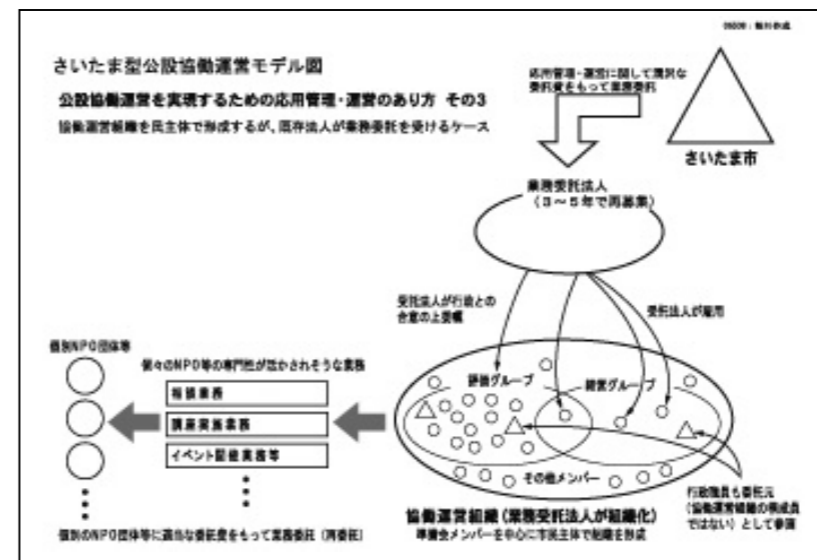 さいたま型公設協働運営モデル図
公設協働運営を実現するための応用管理・運営のあり方 その3
協働運営組織を民主体で形成するが、既存法人が業務委託を受けるケース
応用管理・運営に関して潤沢な
委託費をもって業務委託
さいたま市
業務委託法人
(3〜5年で再募集)
受託法人が行政との
合意の上委嘱
受託法人が雇用
個別NPO団体等
個々のNPO等の専門性が活かされそうな業務
相談業務
講座実施業務
イベント開催業務等
評価グループ
経営グループ
その他メンバー
協働運営組織(業務受託法人が組織化)
準備会メンバーを中心に市民主体で組織を形成
行政職員も委託元
(協働運営組織の構成員
ではない)として参画
個別のNPO団体等に適当な委託費をもって業務委託(再委託)